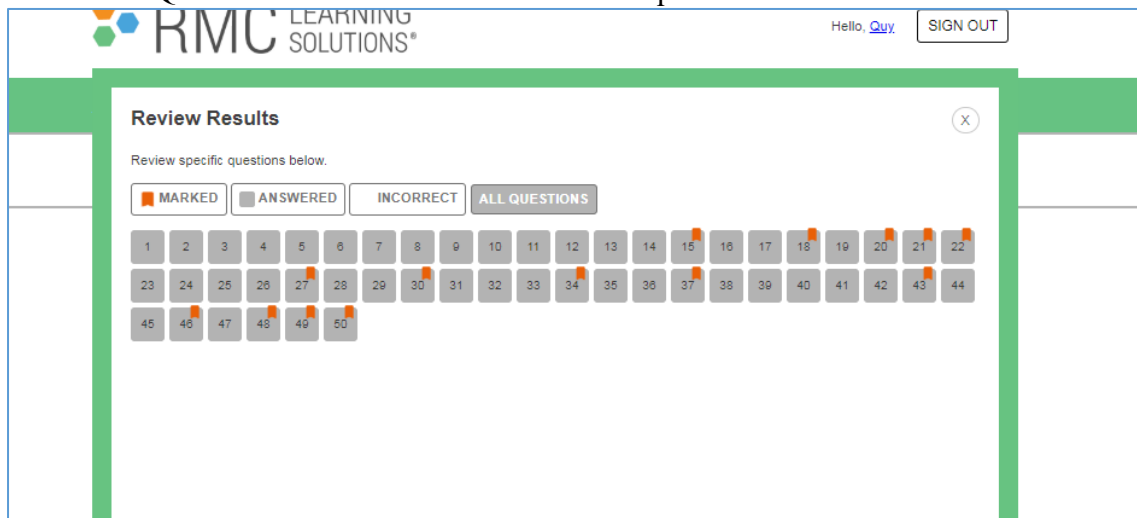 RMC LEARNING
SOLUTIONS®
Hello, Quy
SIGN OUT
Review Results
X
Review specific questions below.
MARKED ANSWERED INCORRECT ALL QUESTIONS
1 2 3 4 5 6 7 8 9 10 11 12 13 14 15 16 17 18 19 20 21 22
23 24 25 26 27 28 29 30 31 32 33 34 35 36 37 38 39 40 41 42 43 44
45 46 47 48 49 50